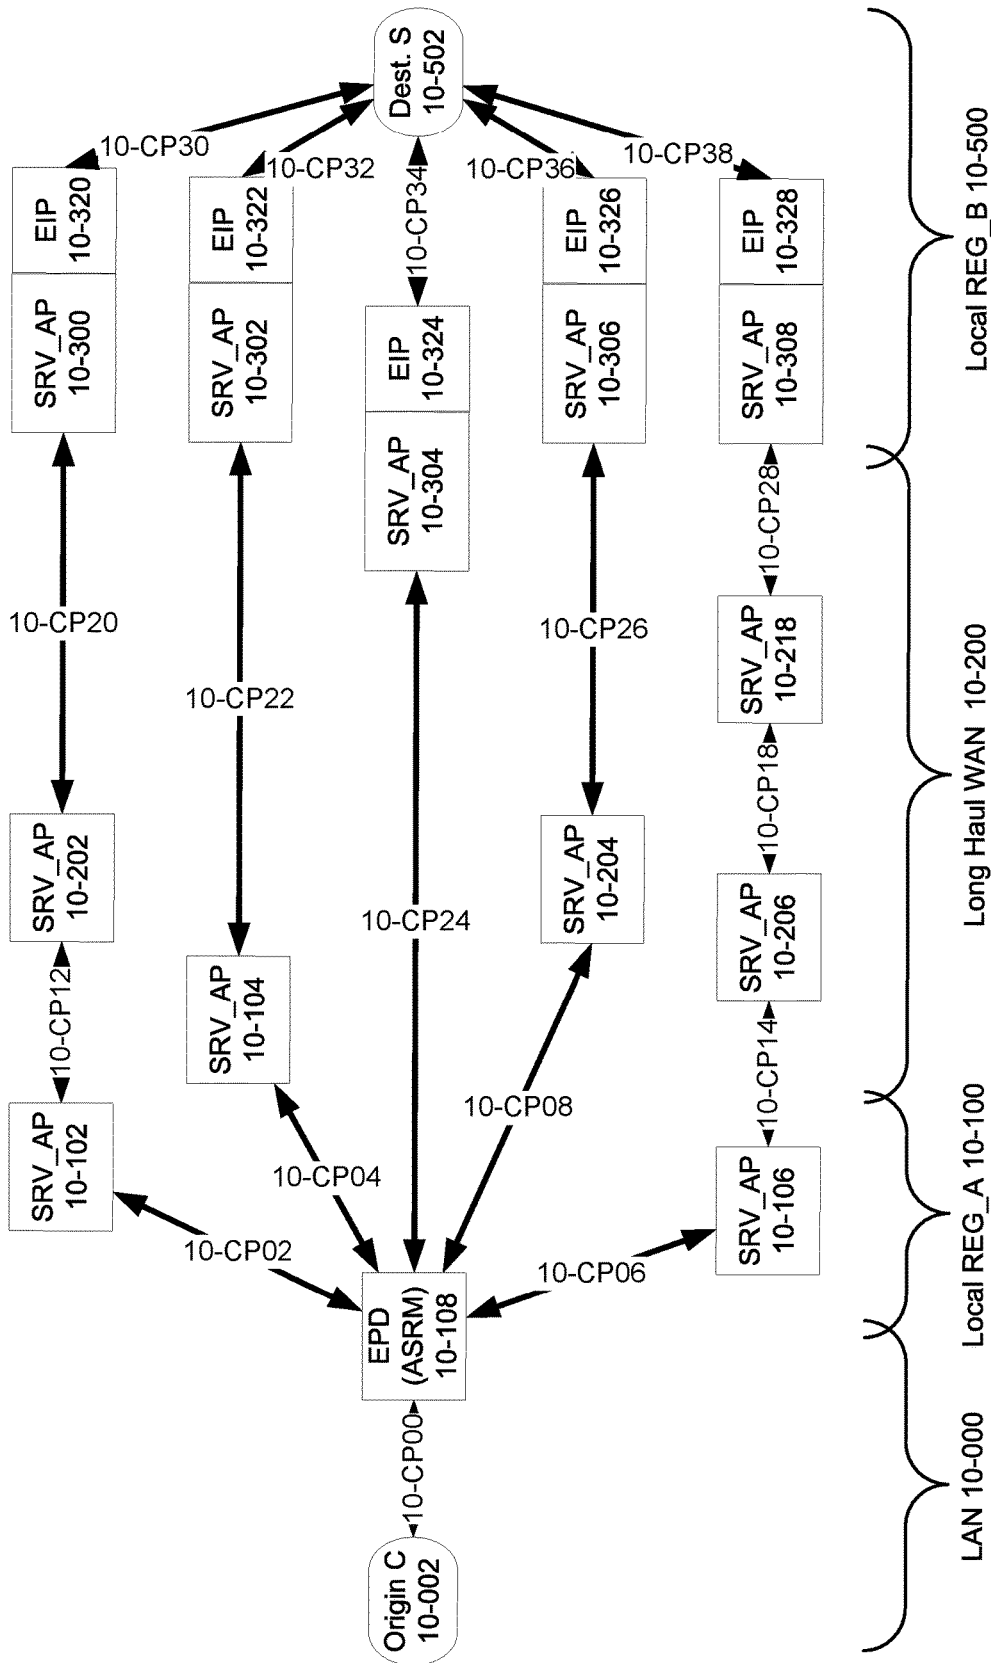 Origin C
10-002
10-CP00
EPD
(ASRM)
10-108
10-CP02
SRV_AP
10-102
10-CP12
SRV_AP
10-202
10-CP20
SRV_AP
10-300
EIP
10-320
10-CP30
10-CP04
SRV_AP
10-104
10-CP22
SRV_AP
10-302
EIP
10-322
10-CP32
10-CP24
SRV_AP
10-304
EIP
10-324
10-CP34
Dest. S
10-502
10-CP08
SRV_AP
10-204
10-CP26
SRV_AP
10-306
EIP
10-326
10-CP36
10-CP06
SRV_AP
10-106
10-CP14
SRV_AP
10-206
10-CP18
SRV_AP
10-218
10-CP28
SRV_AP
10-308
EIP
10-328
10-CP38
LAN 10-000
Local REG_A 10-100
Long Haul WAN 10-200
Local REG_B 10-500